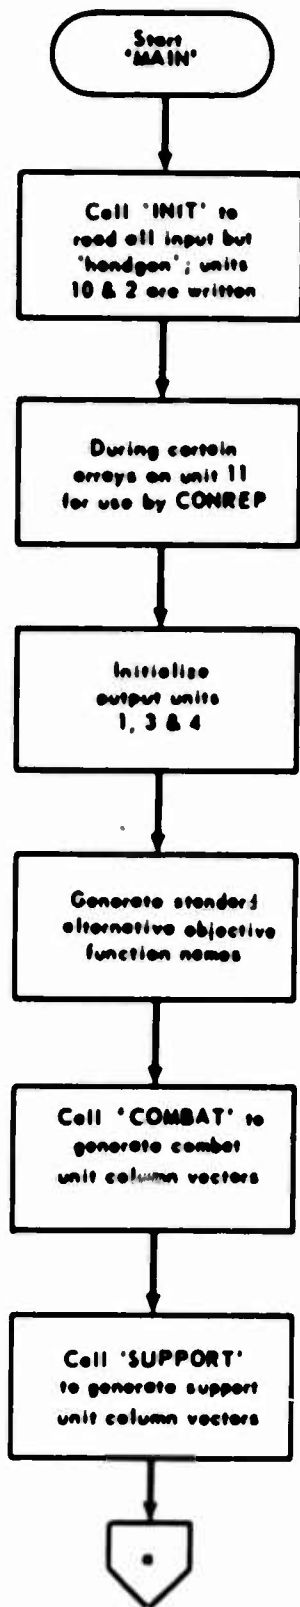 Start
'MAIN'
Call 'INIT' to
read all input but
'handgen'; units
10 & 2 are written
During certain
arrays on unit 11
for use by CONREP
Initialize
output units
1, 3 & 4
Generate standard
alternative objective
function names
Call 'COMBAT' to
generate combat
unit column vectors
Call 'SUPPORT'
to generate support
unit column vectors